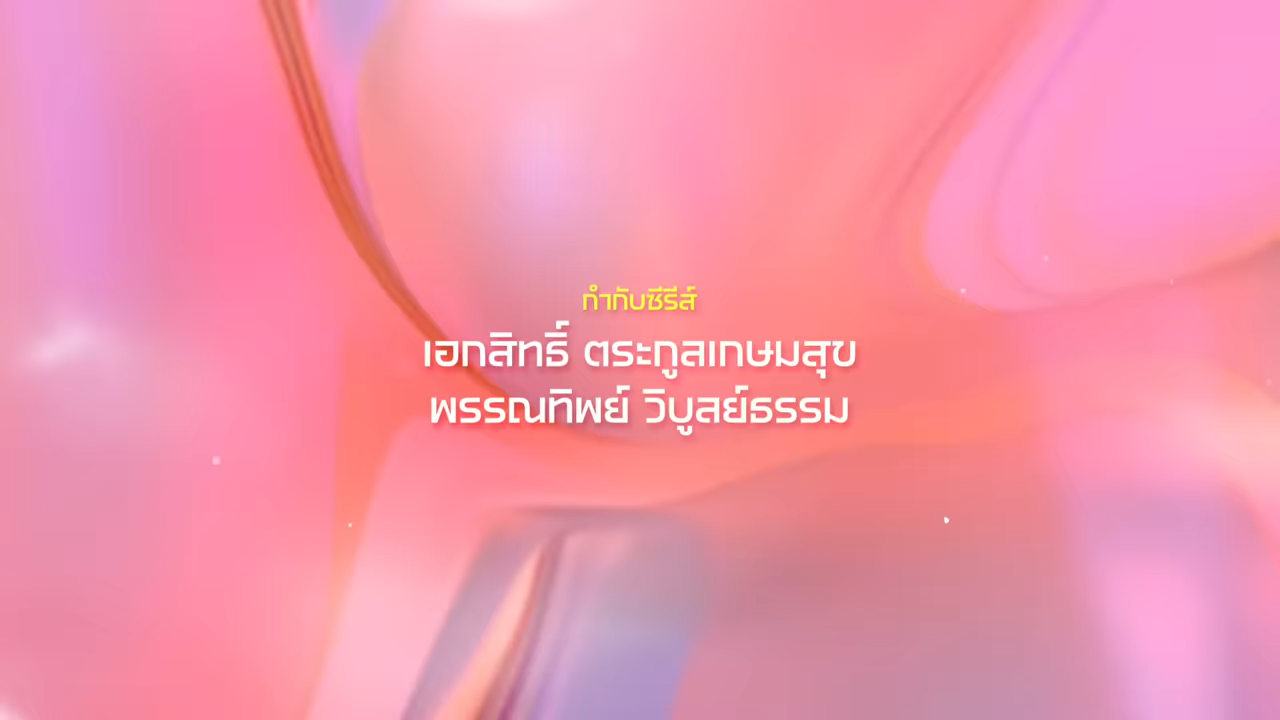 กำกับซีรีส์
เอกสิทธิ์ ตระกูลเกษมสุข
พรรณทิพย์ วิบูลย์ธรรม